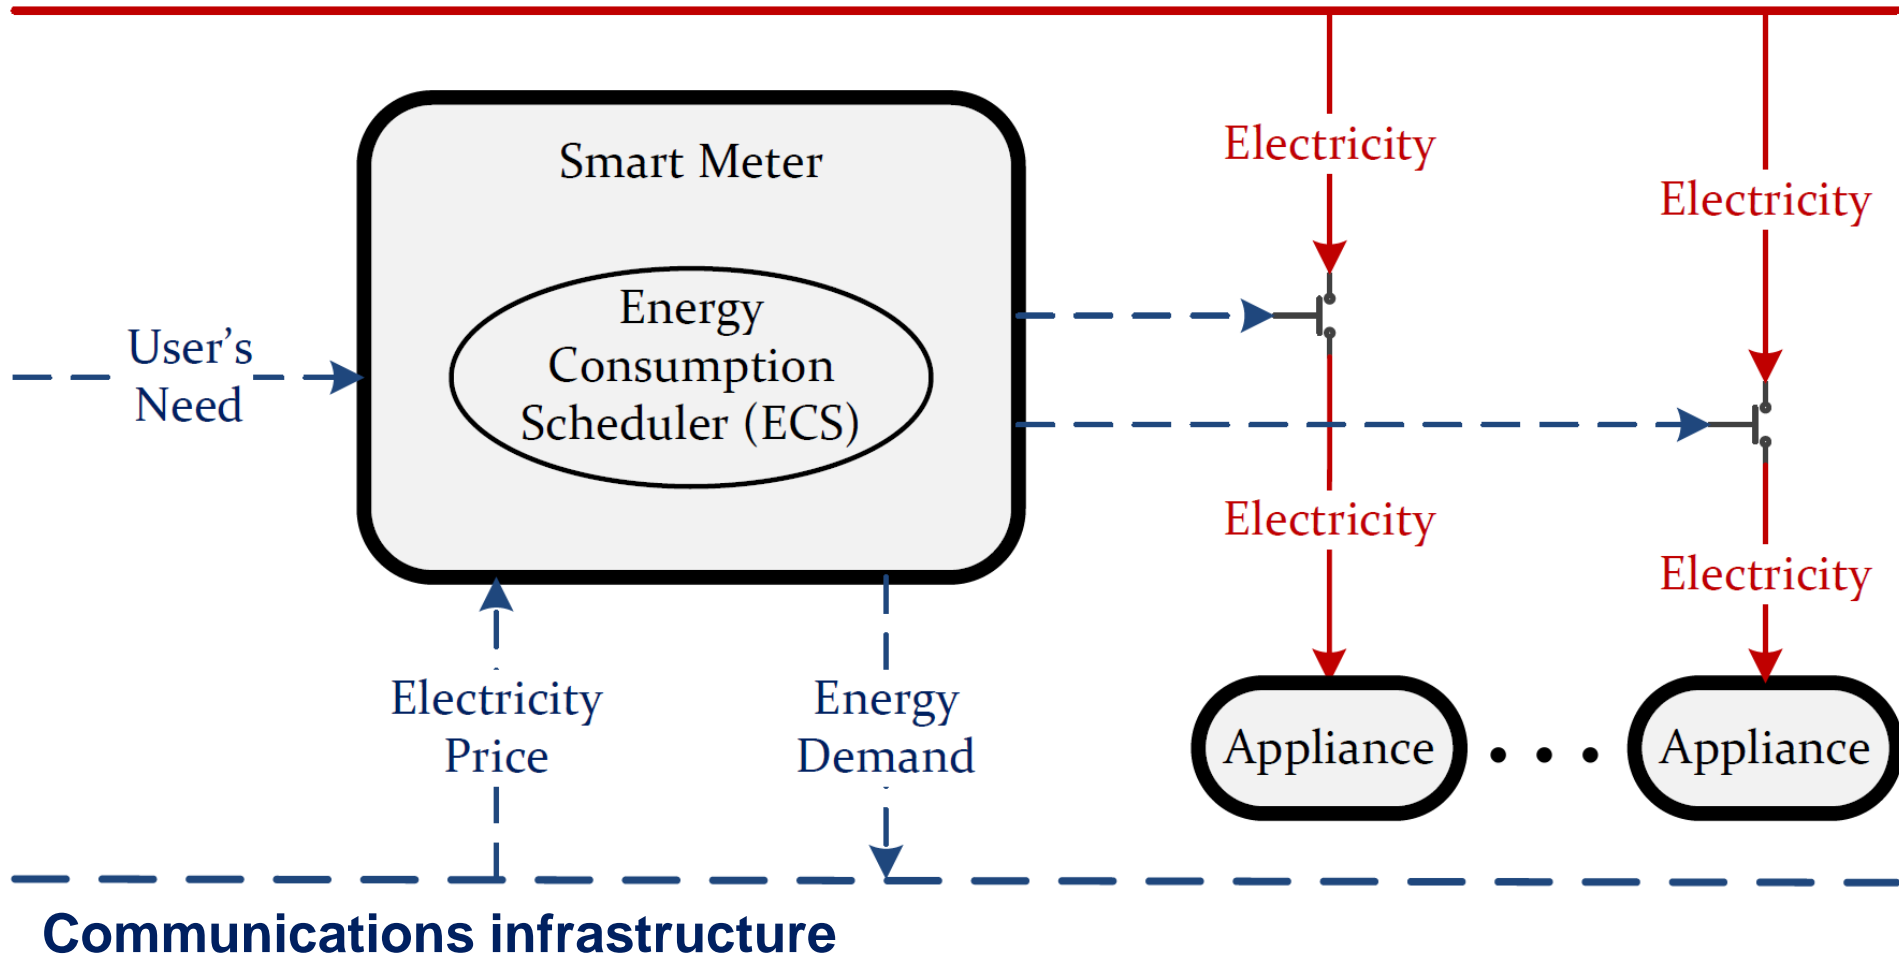 Smart Meter
Energy
Consumption
Scheduler (ECS)
User’s
Need
Electricity
Electricity
Electricity
Electricity
Electricity
Price
Energy
Demand
Appliance
Appliance
Communications infrastructure